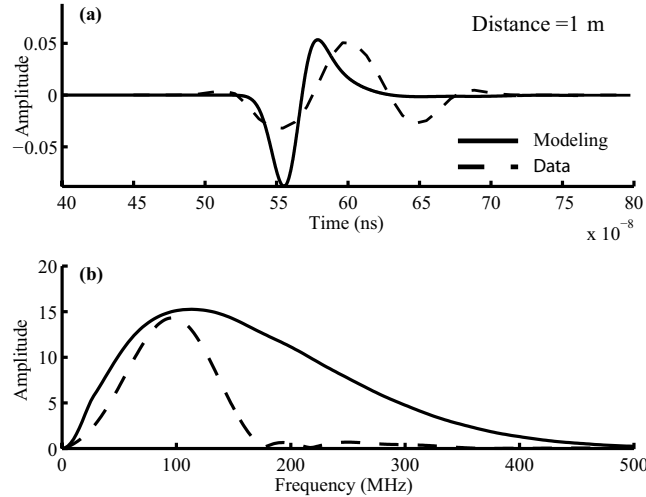 (a)
Distance =1 m
0.05
0
−0.05
Amplitude
Modeling
Data
40 45 50 55 60 65 70 75 80
Time (ns)
x 10⁻⁸
(b)
20
15
10
5
0
Amplitude
0 100 200 300 400 500
Frequency (MHz)